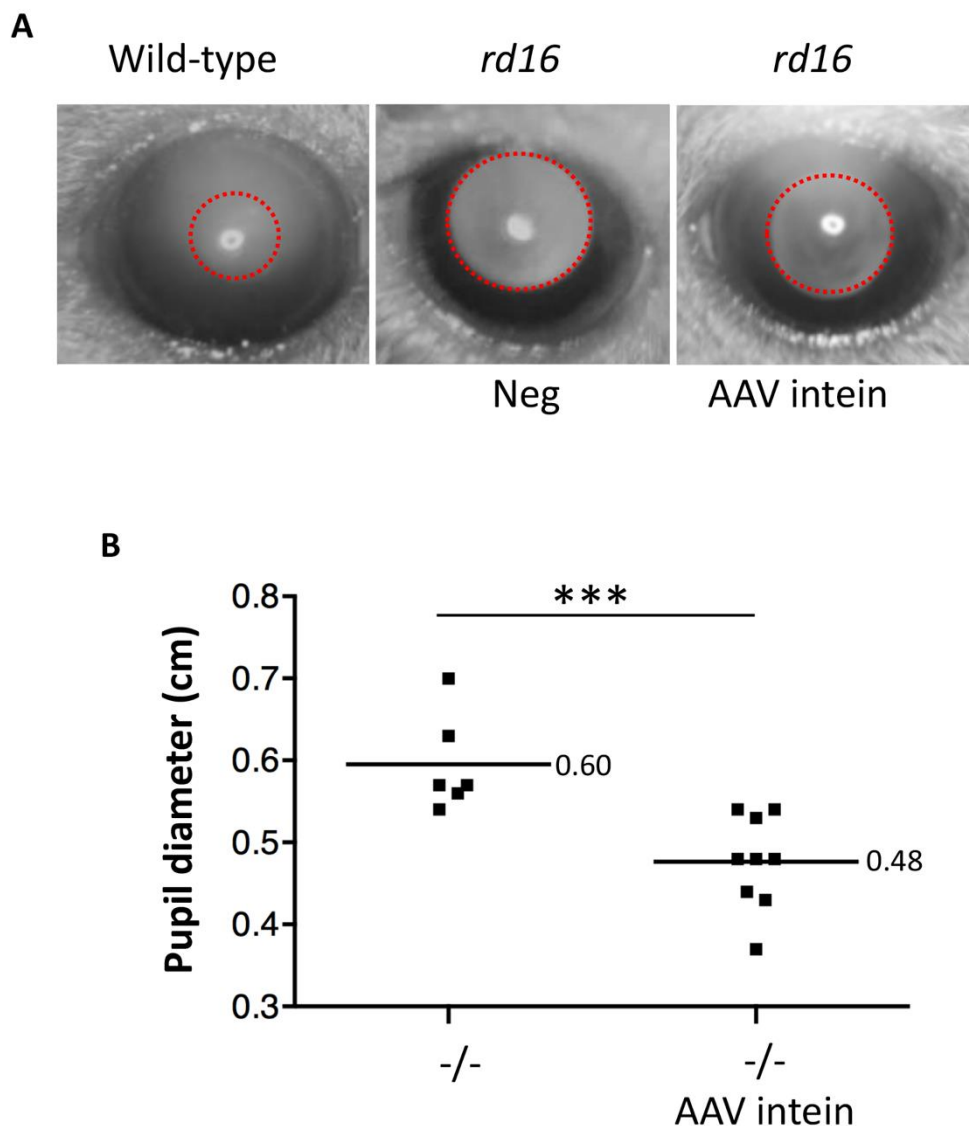 A
Wild-type rd16 rd16
Neg AAV intein
B
Pupil diameter (cm)
0.8
0.7
0.6
0.5
0.4
0.3
***
0.60
0.48
-/- -/-
AAV intein